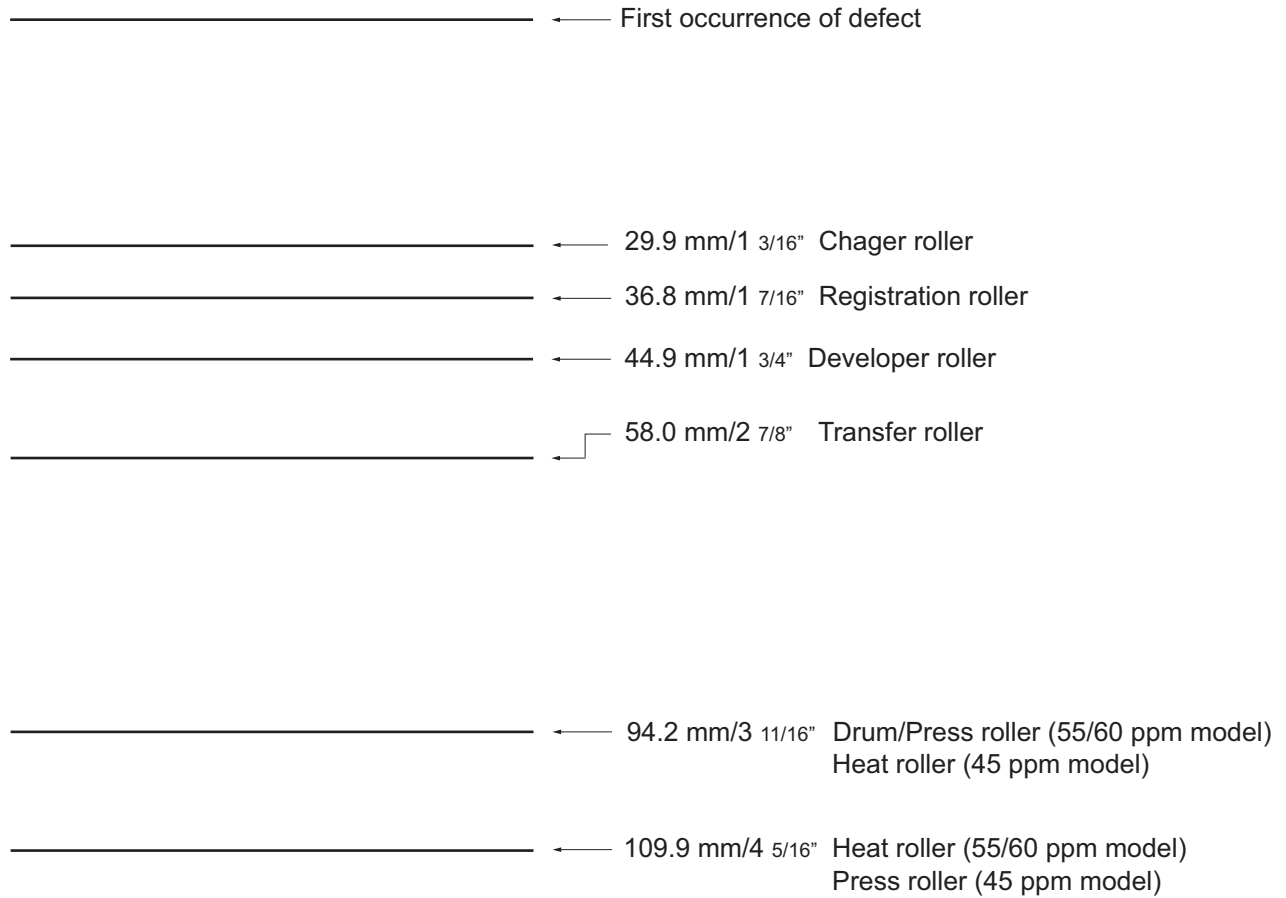 First occurrence of defect
29.9 mm/1 3/16” Chager roller
36.8 mm/1 7/16” Registration roller
44.9 mm/1 3/4” Developer roller
58.0 mm/2 7/8” Transfer roller
94.2 mm/3 11/16” Drum/Press roller (55/60 ppm model)
Heat roller (45 ppm model)
109.9 mm/4 5/16” Heat roller (55/60 ppm model)
Press roller (45 ppm model)